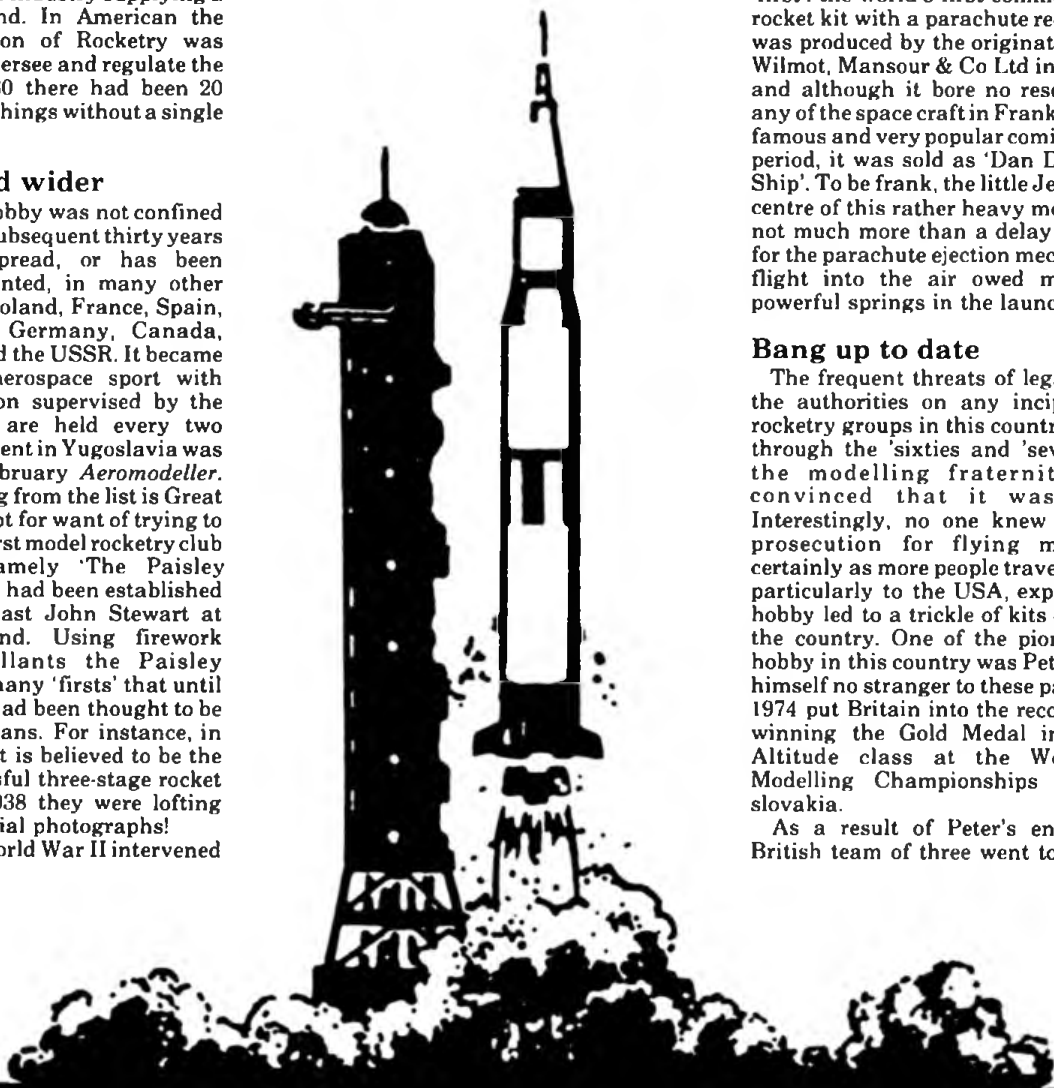 nd. In American the
on of Rocketry was
ersee and regulate the
60 there had been 20
hings without a single
d wider
obby was not confined
ubsequent thirty years
pread, or has been
nted, in many other
oland, France, Spain,
Germany, Canada,
d the USSR. It became
erospace sport with
on supervised by the
are held every two
ent in Yugoslavia was
bruary Aeromodeller.
g from the list is Great
ot for want of trying to
rst model rocketry club
amely 'The Paisley
had been established
ast John Stewart at
nd. Using firework
llants the Paisley
nany 'firsts' that until
ad been thought to be
ans. For instance, in
t is believed to be the
sful three-stage rocket
938 they were lofting
ial photographs!
orld War II intervened
rocket kit with a parachute re
was produced by the originat
Wilmot, Mansour & Co Ltd in
and although it bore no rese
any of the space craft in Frank
famous and very popular comi
period, it was sold as 'Dan D
Ship'. To be frank, the little Je
centre of this rather heavy mo
not much more than a delay
for the parachute ejection mec
flight into the air owed m
powerful springs in the launc
Bang up to date
The frequent threats of leg
the authorities on any incip
rocketry groups in this countr
through the 'sixties and 'sev
the modelling fraternit
convinced that it was
Interestingly, no one knew
prosecution for flying m
certainly as more people trave
particularly to the USA, exp
hobby led to a trickle of kits
the country. One of the pion
hobby in this country was Pet
himself no stranger to these pa
1974 put Britain into the reco
winning the Gold Medal in
Altitude class at the Wo
Modelling Championships
slovakia.
As a result of Peter's en
British team of three went to